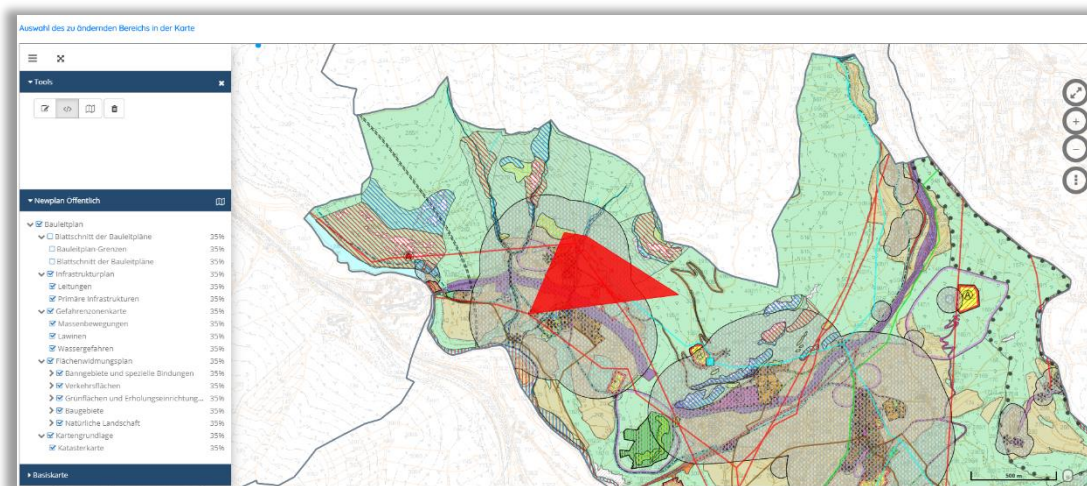 Auswahl des zu ändernden Bereichs in der Karte
Tools
Newplan Öffentlich
Bauleitplan
Blattschnitt der Bauleitpläne 35%
Bauleitplan-Grenzen 35%
Blattschnitt der Bauleitpläne 35%
Infrastrukturplan 35%
Leitungen 35%
Primäre Infrastrukturen 35%
Gefahrenzonenkarte 35%
Massenbewegungen 35%
Lawinen 35%
Wassergefahren 35%
Flächenwidmungsplan 35%
Banngebiete und spezielle Bindungen 35%
Verkehrsflächen 35%
Grünflächen und Erholungseinrichtung... 35%
Baugebiete 35%
Natürliche Landschaft 35%
Kartengrundlage 35%
Katasterkarte 35%
Basiskarte
500 m